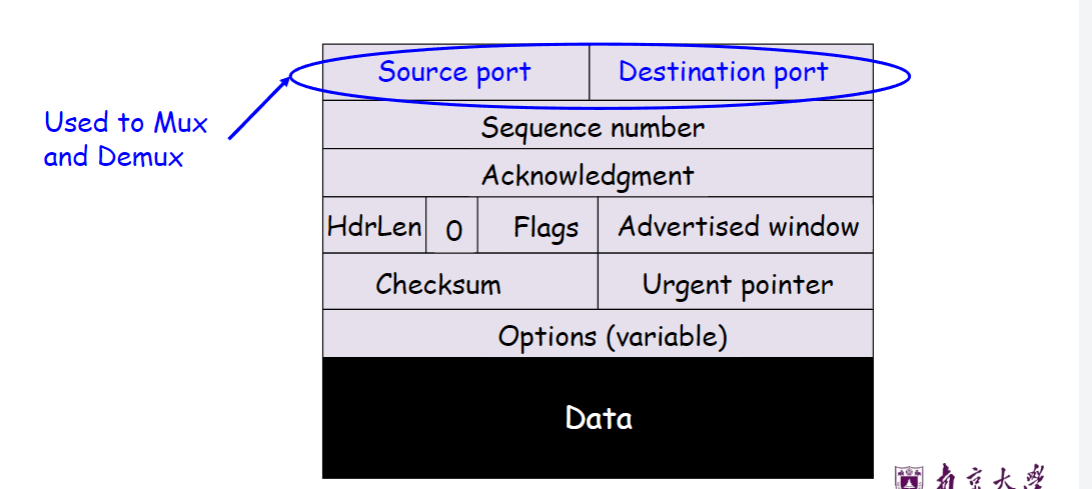 Source port Destination port
Used to Mux
and Demux
Sequence number
Acknowledgment
HdrLen 0 Flags Advertised window
Checksum Urgent pointer
Options (variable)
Data
南京大学